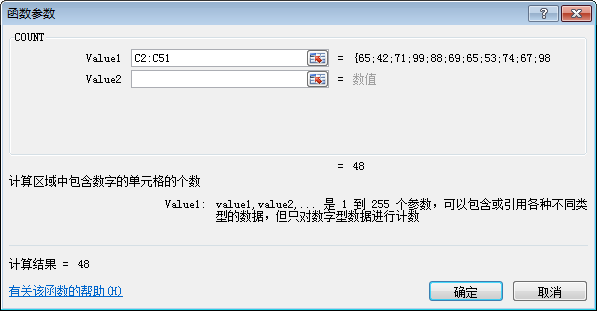 函数参数
COUNT
Value1 C2:C51 = {65;42;71;99;88;69;65;53;74;67;98
Value2 = 数值
= 48
计算区域中包含数字的单元格的个数
Value1: value1,value2,... 是 1 到 255 个参数，可以包含或引用各种不同类
型的数据，但只对数字型数据进行计数
计算结果 = 48
有关该函数的帮助(H)
确定 取消